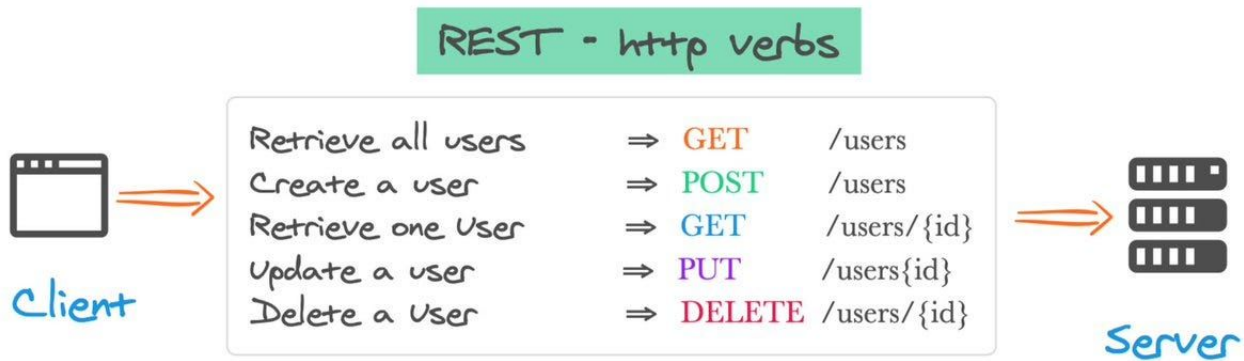 REST - http verbs
Retrieve all users ⇒ GET /users
Create a user ⇒ POST /users
Retrieve one User ⇒ GET /users/{id}
Update a user ⇒ PUT /users{id}
Delete a User ⇒ DELETE /users/{id}
Client
Server